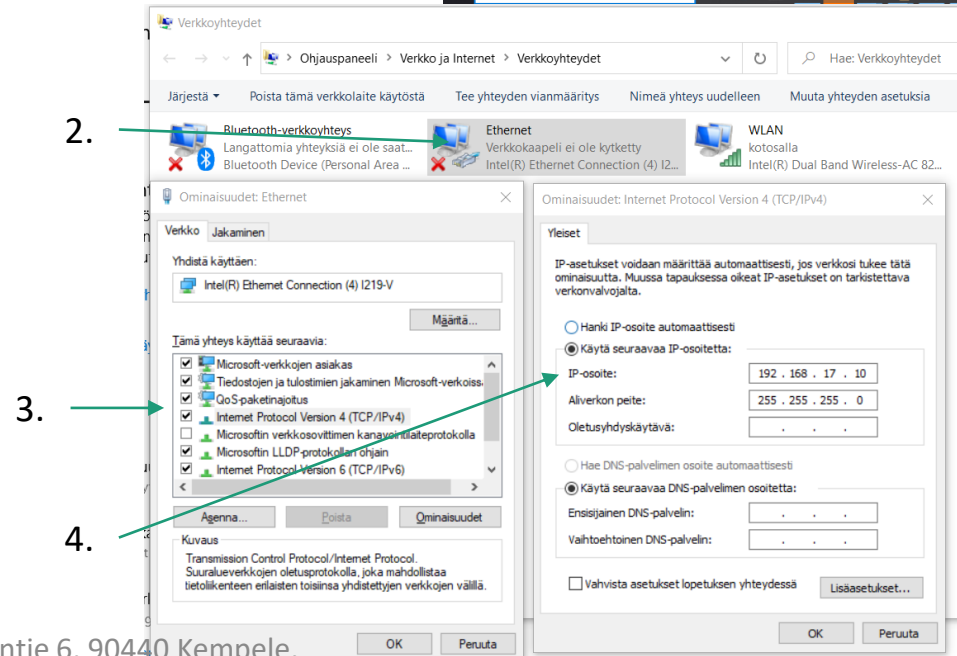 Verkkoyhteydet
Ohjauspaneeli > Verkko ja Internet > Verkkoyhteydet
Hae: Verkkoyhteydet
Järjestä
Poista tämä verkkolaite käytöstä
Tee yhteyden vianmääritys
Nimeä yhteys uudelleen
Muuta yhteyden asetuksia
2.
Bluetooth-verkkoyhteys
Langattomia yhteyksiä ei ole saat...
Bluetooth Device (Personal Area ...
Ethernet
Verkkokaapeli ei ole kytketty
Intel(R) Ethernet Connection (4) I2...
WLAN
kotosalla
Intel(R) Dual Band Wireless-AC 82...
Ominaisuudet: Ethernet
Verkko Jakaminen
Yhdistä käyttäen:
Intel(R) Ethernet Connection (4) I219-V
Määritä...
Tämä yhteys käyttää seuraavia:
Microsoft-verkkojen asiakas
Tiedostojen ja tulostimien jakaminen Microsoft-verkoiss
QoS-paketinajoitus
3.
Internet Protocol Version 4 (TCP/IPv4)
Microsoftin verkkosovittimen kanavointilaiteprotokolla
Microsoftin LLDP-protokollan ohjain
Internet Protocol Version 6 (TCP/IPv6)
Asenna...
Poista
Ominaisuudet
4.
Kuvaus
Transmission Control Protocol/Internet Protocol.
Suuralueverkkojen oletusprotokolla, joka mahdollistaa
tietoliikenteen erilaisten toisiinsa yhdistettyjen verkkojen välillä.
OK
Peruuta
Ominaisuudet: Internet Protocol Version 4 (TCP/IPv4)
Yleiset
IP-asetukset voidaan määrittää automaattisesti, jos verkkosi tukee tätä
ominaisuutta. Muussa tapauksessa oikeat IP-asetukset on tarkistettava
verkonvalvojalta.
Hanki IP-osoite automaattisesti
Käytä seuraavaa IP-osoitetta:
IP-osoite: 192 . 168 . 17 . 10
Aliverkon peite: 255 . 255 . 255 . 0
Oletusyhdyskäytävä: . . .
Hae DNS-palvelimen osoite automaattisesti
Käytä seuraavaa DNS-palvelimen osoitetta:
Ensisijainen DNS-palvelin: . . .
Vaihtoehtoinen DNS-palvelin: . . .
Vahvista asetukset lopetuksen yhteydessä
Lisäasetukset...
OK
Peruuta
ntie 6, 90440 Kempele,